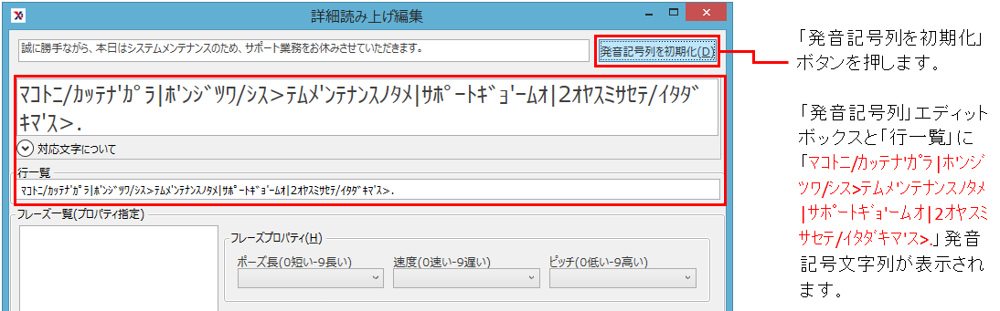 詳細読み上げ編集
誠に勝手ながら、本日はシステムメンテナンスのため、サポート業務をお休みさせていただきます。
発音記号列を初期化(D)
ﾏｺﾄﾆ/ｶｯﾃﾅ'ｶﾟﾗ|ﾎ'ﾝｼﾞﾂﾜ/ｼｽ>ﾃﾑﾒ'ﾝﾃﾅﾝｽﾉﾀﾒ|ｻﾎﾟｰﾄｷﾞｮ'ｰﾑｵ|2ｵﾔｽﾐｻｾﾃ/ｲﾀﾀﾞ
ｷﾏ'ｽ>.
対応文字について
行一覧
ﾏｺﾄﾆ/ｶｯﾃﾅ'ｶﾟﾗ|ﾎ'ﾝｼﾞﾂﾜ/ｼｽ>ﾃﾑﾒ'ﾝﾃﾅﾝｽﾉﾀﾒ|ｻﾎﾟｰﾄｷﾞｮ'ｰﾑｵ|2ｵﾔｽﾐｻｾﾃ/ｲﾀﾀﾞｷﾏ'ｽ>.
フレーズ一覧(プロパティ指定)
フレーズプロパティ(H)
ポーズ長(0短い-9長い)
速度(0速い-9遅い)
ピッチ(0低い-9高い)
「発音記号列を初期化」
ボタンを押します。
「発音記号列」エディット
ボックスと「行一覧」に
「ﾏｺﾄﾆ/ｶｯﾃﾅ'ｶﾟﾗ|ﾎ'ﾝｼﾞ
ﾂﾜ/ｼｽ>ﾃﾑﾒ'ﾝﾃﾅﾝｽﾉﾀﾒ
|ｻﾎﾟｰﾄｷﾞｮ'ｰﾑｵ|2ｵﾔｽﾐ
ｻｾﾃ/ｲﾀﾀﾞｷﾏ'ｽ>.」発音
記号文字列が表示され
ます。